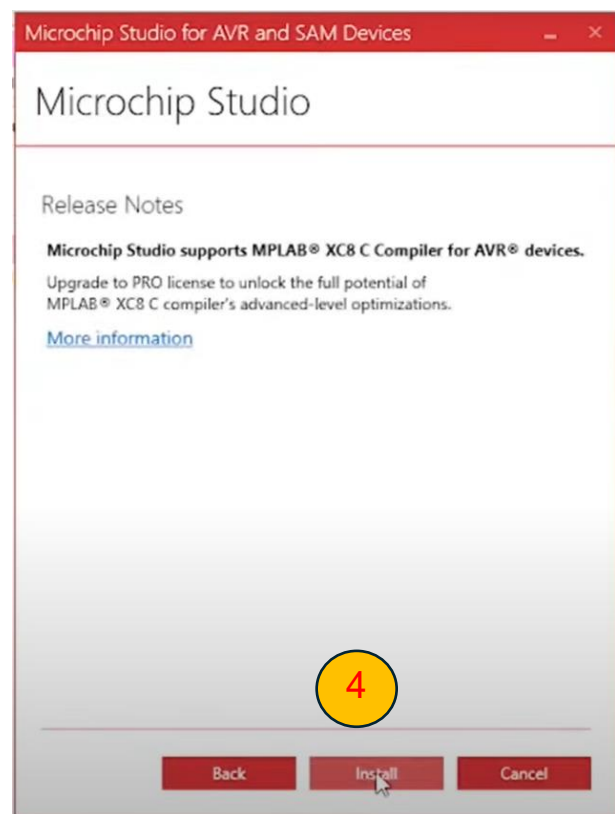 Microchip Studio for AVR and SAM Devices
Microchip Studio
Release Notes
Microchip Studio supports MPLAB® XC8 C Compiler for AVR® devices.
Upgrade to PRO license to unlock the full potential of
MPLAB® XC8 C compiler's advanced-level optimizations.
More information
4
Back Install Cancel